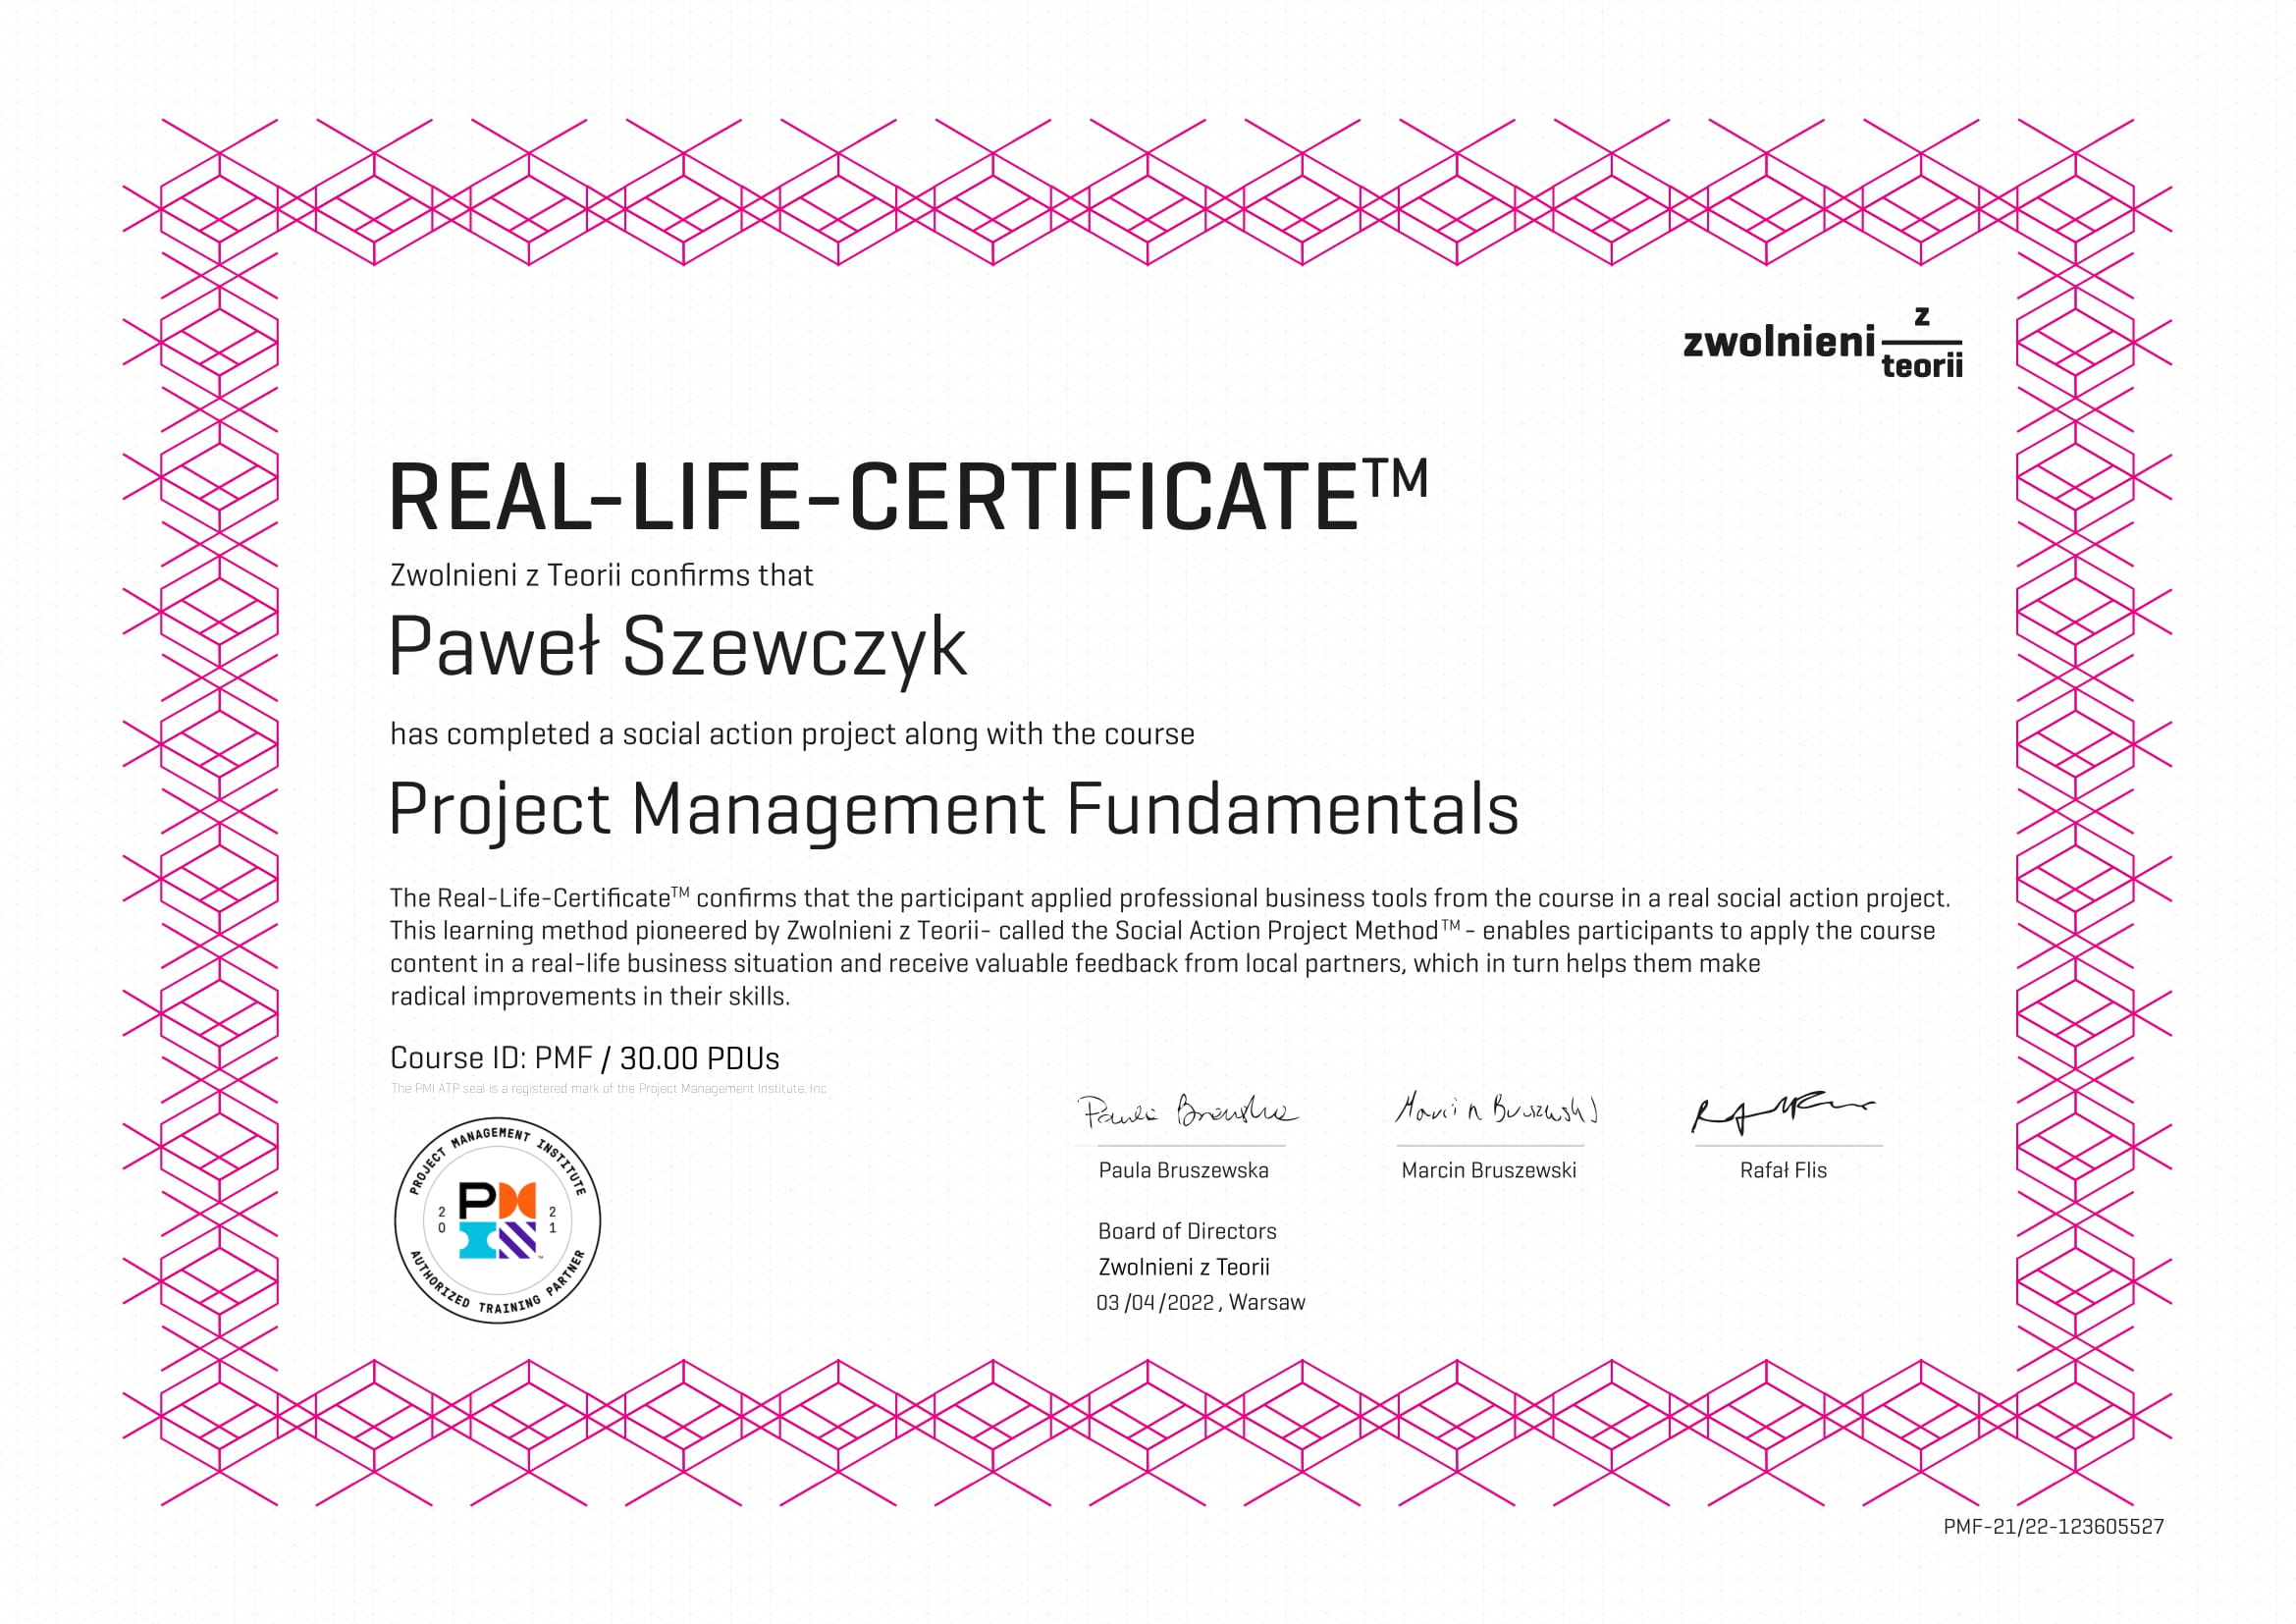 zwolnieni z teorii
REAL-LIFE-CERTIFICATE™
Zwolnieni z Teorii confirms that
Paweł Szewczyk
has completed a social action project along with the course
Project Management Fundamentals
The Real-Life-Certificate™ confirms that the participant applied professional business tools from the course in a real social action project.
This learning method pioneered by Zwolnieni z Teorii- called the Social Action Project Method™ - enables participants to apply the course
content in a real-life business situation and receive valuable feedback from local partners, which in turn helps them make
radical improvements in their skills.
Course ID: PMF / 30.00 PDUs
The PMI ATP seal is a registered mark of the Project Management Institute, Inc
PROJECT MANAGEMENT INSTITUTE
20 21
PMI
AUTHORIZED TRAINING PARTNER
Paula Bruszewska
Marcin Bruszewski
Paula Bruszewska
Marcin Bruszewski
Rafał Flis
Board of Directors
Zwolnieni z Teorii
03 /04 /2022 , Warsaw
PMF-21/22-123605527